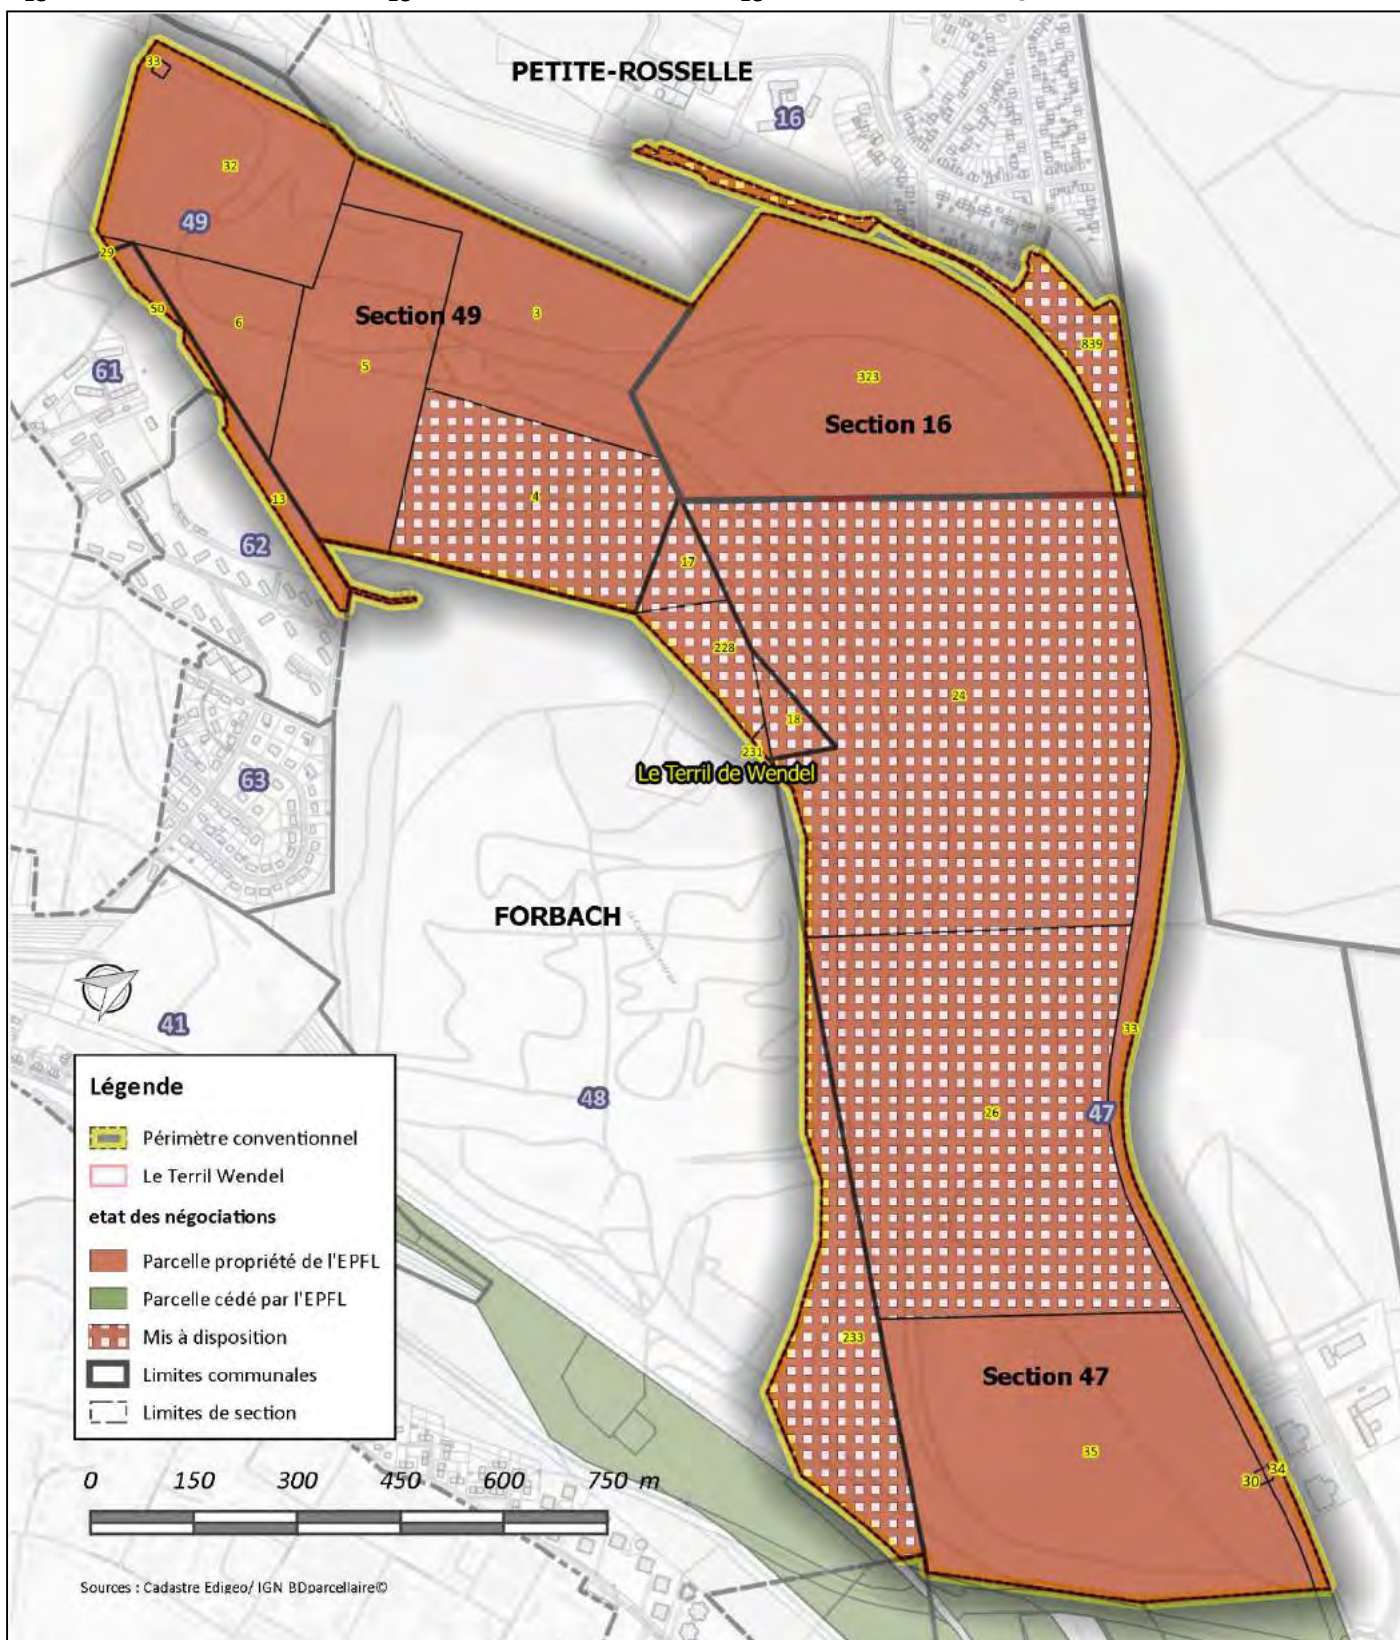 PETITE-ROSSELLE
16
33
32
49
29
50
6
Section 49
3
5
323
839
Section 16
61
4
13
62
17
228
24
18
231
Le Terril de Wendel
63
FORBACH
33
41
48
26
47
233
Section 47
35
34
30
Légende
Périmètre conventionnel
Le Terril Wendel
etat des négociations
Parcelle propriété de l'EPFL
Parcelle cédé par l'EPFL
Mis à disposition
Limites communales
Limites de section
0 150 300 450 600 750 m
Sources : Cadastre Edigeo/ IGN BDparcellaire©